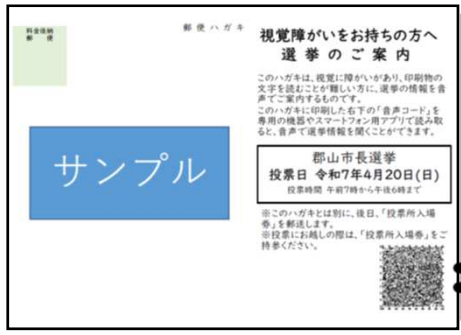 料金後納
郵　便
郵便ハガキ
サンプル
視覚障がいをお持ちの方へ
選挙のご案内
このハガキは、視覚に障がいがあり、印刷物の
文字を読むことが難しい方に、選挙の情報を音
声でご案内するものです。
このハガキに印刷した右下の「音声コード」を
専用の機器やスマートフォン用アプリで読み取
ると、音声で選挙情報を聞くことができます。
郡山市長選挙
投票日 令和7年4月20日(日)
投票時間 午前7時から午後6時まで
※このハガキとは別に、後日、「投票所入場
券」を郵送します。
※投票にお越しの際は、「投票所入場券」をご
持参ください。